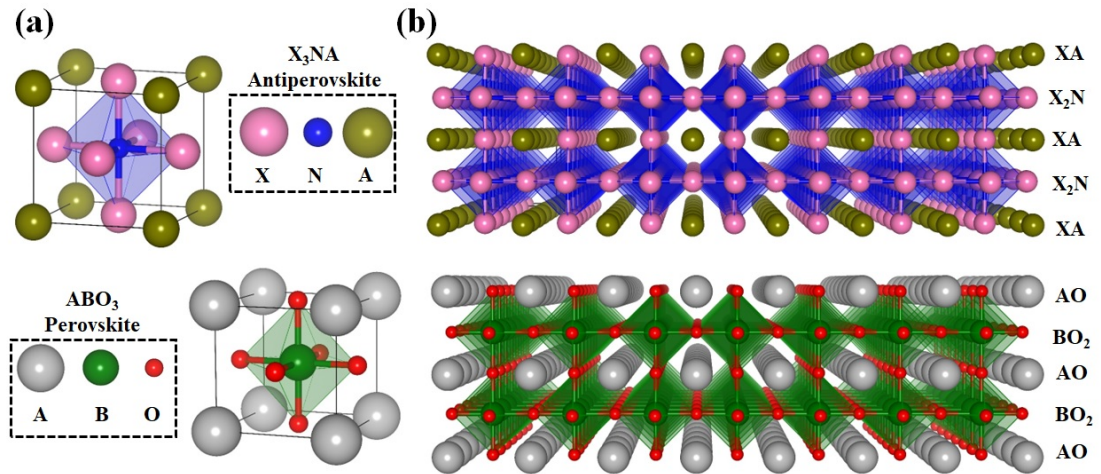 (a)
X₃NA
Antiperovskite
X N A
ABO₃
Perovskite
A B O
(b)
XA
X₂N
XA
X₂N
XA
AO
BO₂
AO
BO₂
AO